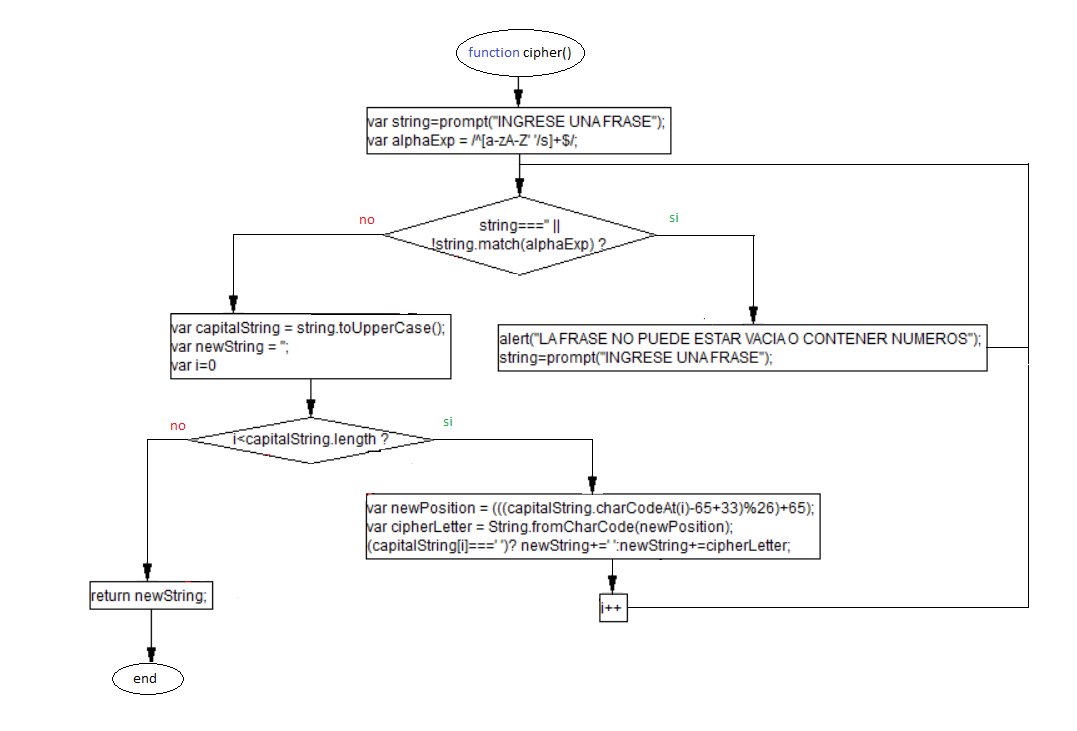 function cipher()
var string=prompt("INGRESE UNA FRASE");
var alphaExp = /^[a-zA-Z' '/s]+$/;
string==='' ||
!string.match(alphaExp) ?
no
si
var capitalString = string.toUpperCase();
var newString = '';
var i=0
alert("LA FRASE NO PUEDE ESTAR VACIA O CONTENER NUMEROS");
string=prompt("INGRESE UNA FRASE");
i<capitalString.length ?
no
si
var newPosition = (((capitalString.charCodeAt(i)-65+33)%26)+65);
var cipherLetter = String.fromCharCode(newPosition);
(capitalString[i]===' ')? newString+=' ':newString+=cipherLetter;
i++
return newString;
end